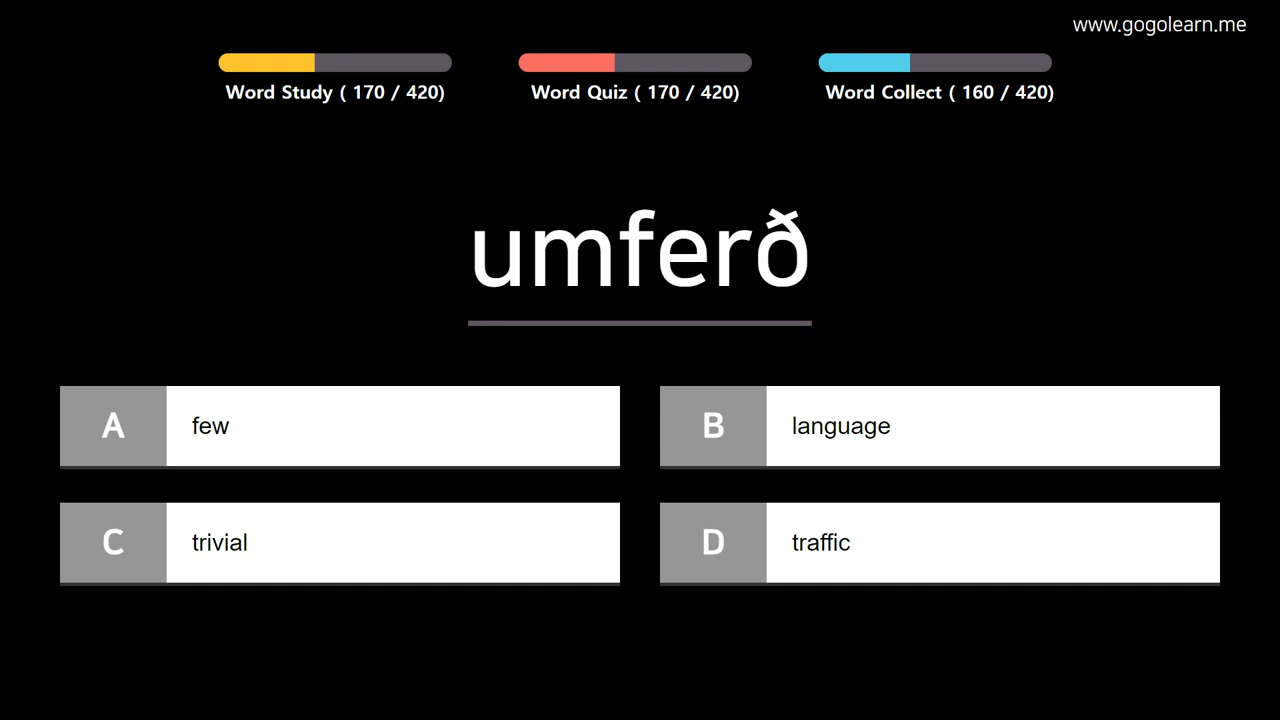 www.gogolearn.me
Word Study ( 170 / 420)
Word Quiz ( 170 / 420)
Word Collect ( 160 / 420)
umferð
A few
B language
C trivial
D traffic